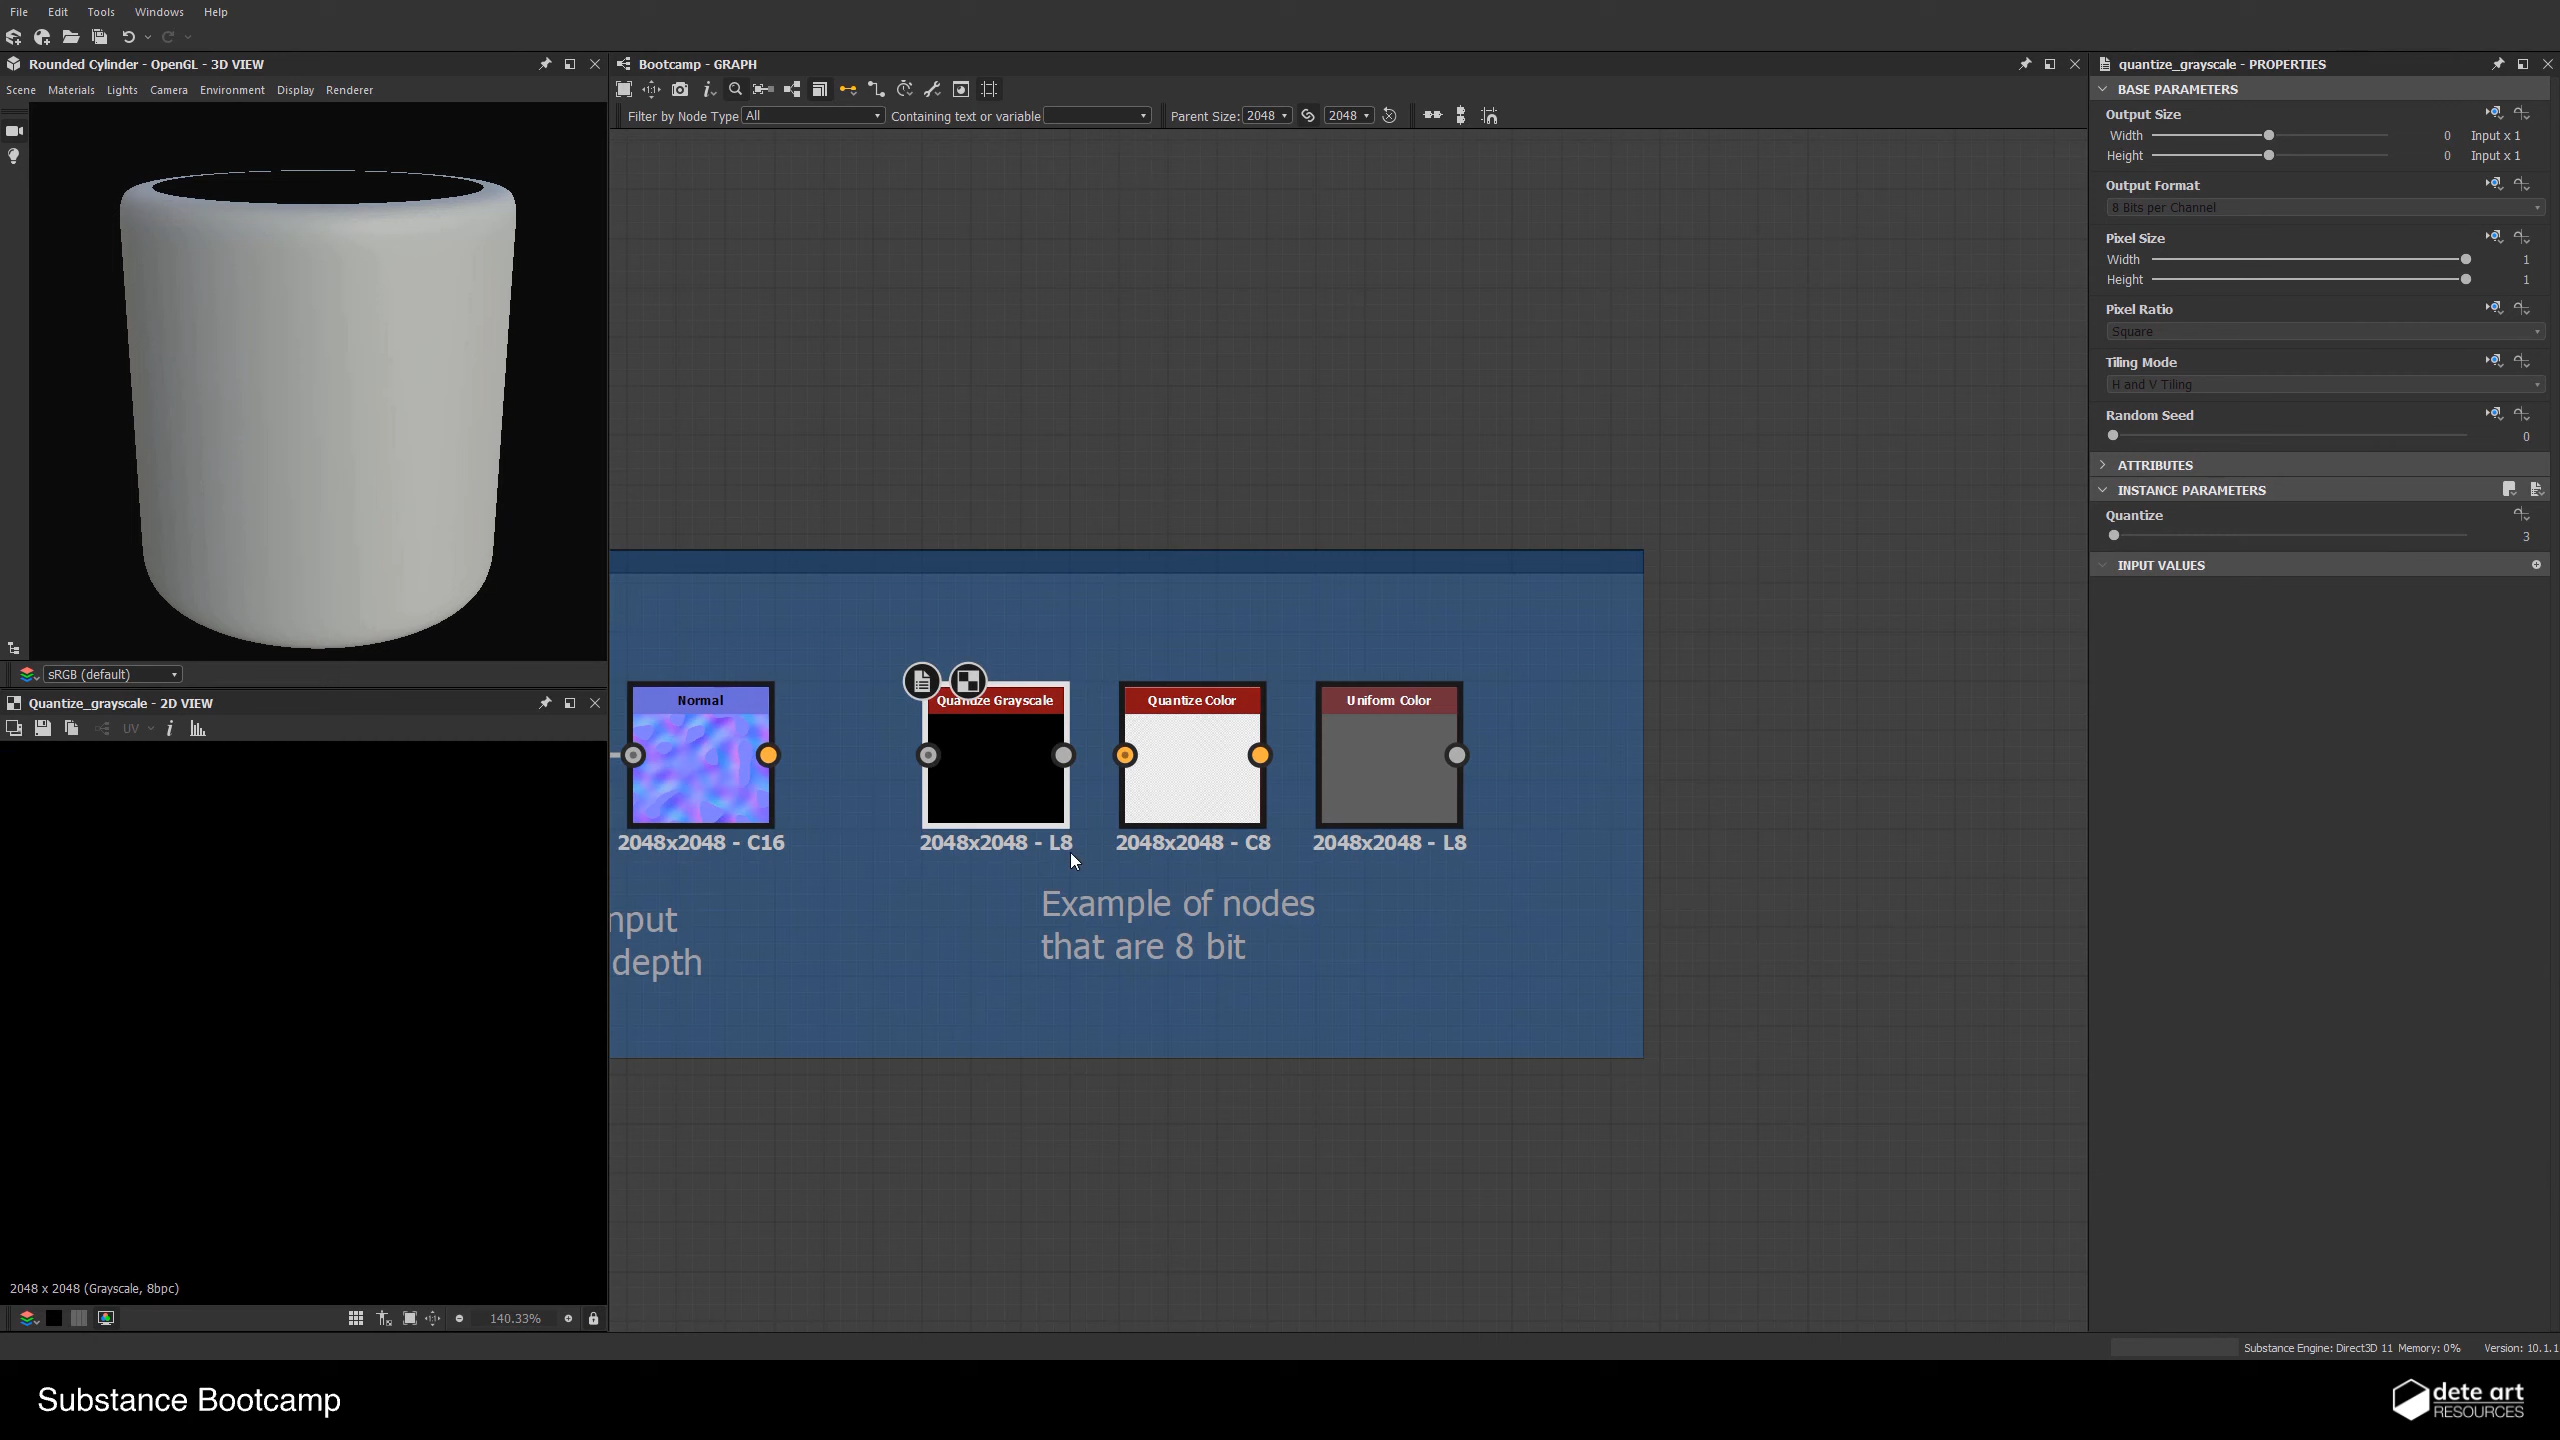 File Edit Tools Windows Help
Rounded Cylinder - OpenGL - 3D VIEW
Scene Materials Lights Camera Environment Display Renderer
sRGB (default)
Quantize_grayscale - 2D VIEW
UV
2048 x 2048 (Grayscale, 8bpc)
140.33%
Bootcamp - GRAPH
Filter by Node Type All Containing text or variable Parent Size: 2048 2048
Normal
2048x2048 - C16
Quantize Grayscale
2048x2048 - L8
Quantize Color
2048x2048 - C8
Uniform Color
2048x2048 - L8
nput
depth
Example of nodes
that are 8 bit
quantize_grayscale - PROPERTIES
BASE PARAMETERS
Output Size
Width 0 Input x 1
Height 0 Input x 1
Output Format
8 Bits per Channel
Pixel Size
Width 1
Height 1
Pixel Ratio
Square
Tiling Mode
H and V Tiling
Random Seed
0
ATTRIBUTES
INSTANCE PARAMETERS
Quantize
3
INPUT VALUES
Substance Engine: Direct3D 11 Memory: 0% Version: 10.1.1
Substance Bootcamp
dete art
RESOURCES